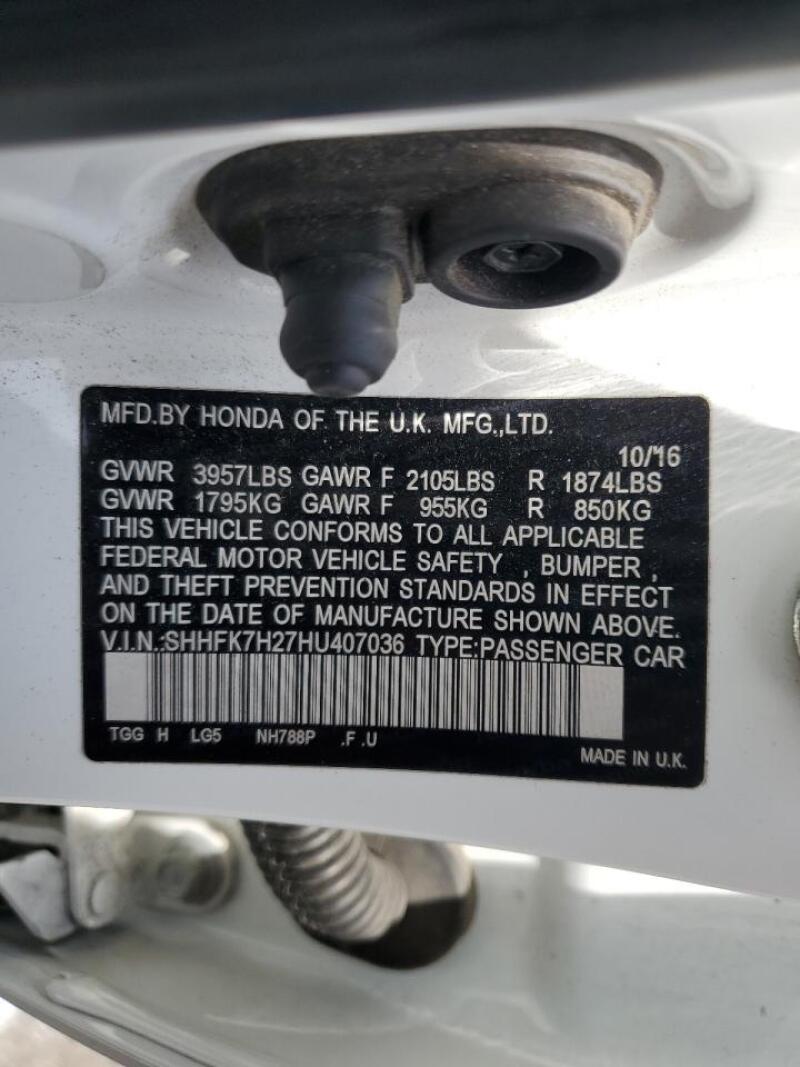 MFD.BY HONDA OF THE U.K. MFG.,LTD.
10/'16
GVWR 3957LBS GAWR F 2105LBS R 1874LBS
GVWR 1795KG GAWR F 955KG R 850KG
THIS VEHICLE CONFORMS TO ALL APPLICABLE
FEDERAL MOTOR VEHICLE SAFETY , BUMPER ,
AND THEFT PREVENTION STANDARDS IN EFFECT
ON THE DATE OF MANUFACTURE SHOWN ABOVE.
V.I.N.:SHHFK7H27HU407036 TYPE:PASSENGER CAR
TGG H LG5 NH788P .F .U
MADE IN U.K.